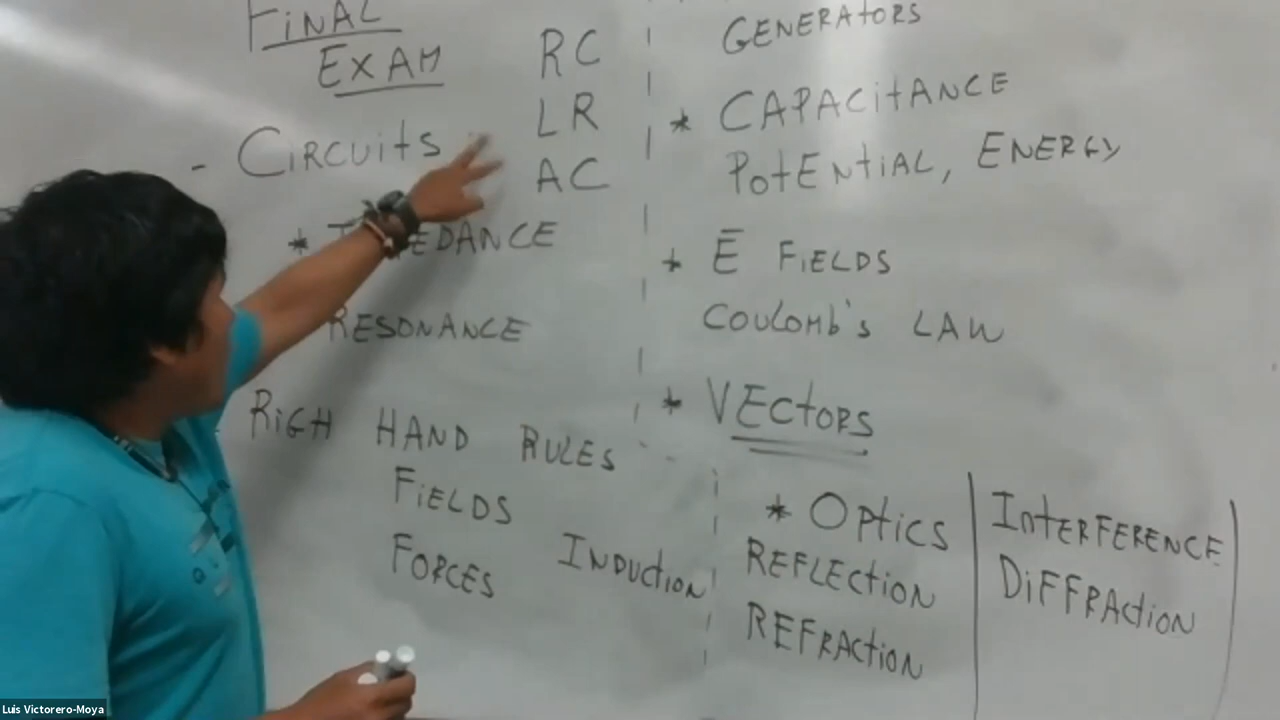 FINAL
EXAM
- CIRCUITS
RC
LR
AC
RESONANCE
RIGH HAND RULES
FIELDS
FORCES
INDUCTION
GENERATORS
* CAPACITANCE
POTENTIAL, ENERGY
* E FIELDS
COULOMB'S LAW
* VECTORS
* OPTICS
REFLECTION
REFRACTION
INTERFERENCE
DIFFRACTION
Luis Victorero-Moya